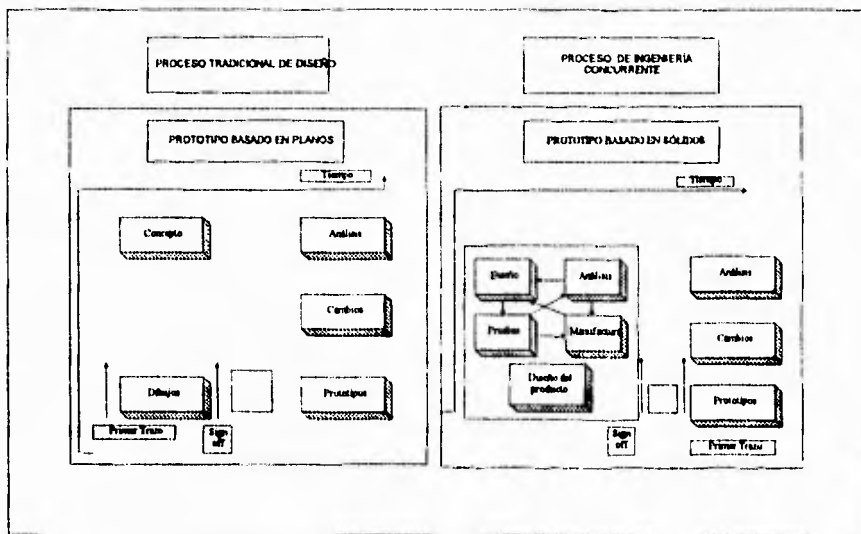 PROCESO TRADICIONAL DE DISEÑO
PROTOTIPO BASADO EN PLANOS
Tiempo
Concepto
Análisis
Cambios
Dibujos
Prototipos
Primer Trazo
Sign
off
PROCESO DE INGENIERÍA
CONCURRENTE
PROTOTIPO BASADO EN SÓLIDOS
Tiempo
Diseño
Análisis
Pruebas
Manufactura
Diseño del
producto
Análisis
Cambios
Prototipos
Sign
off
Primer Trazo